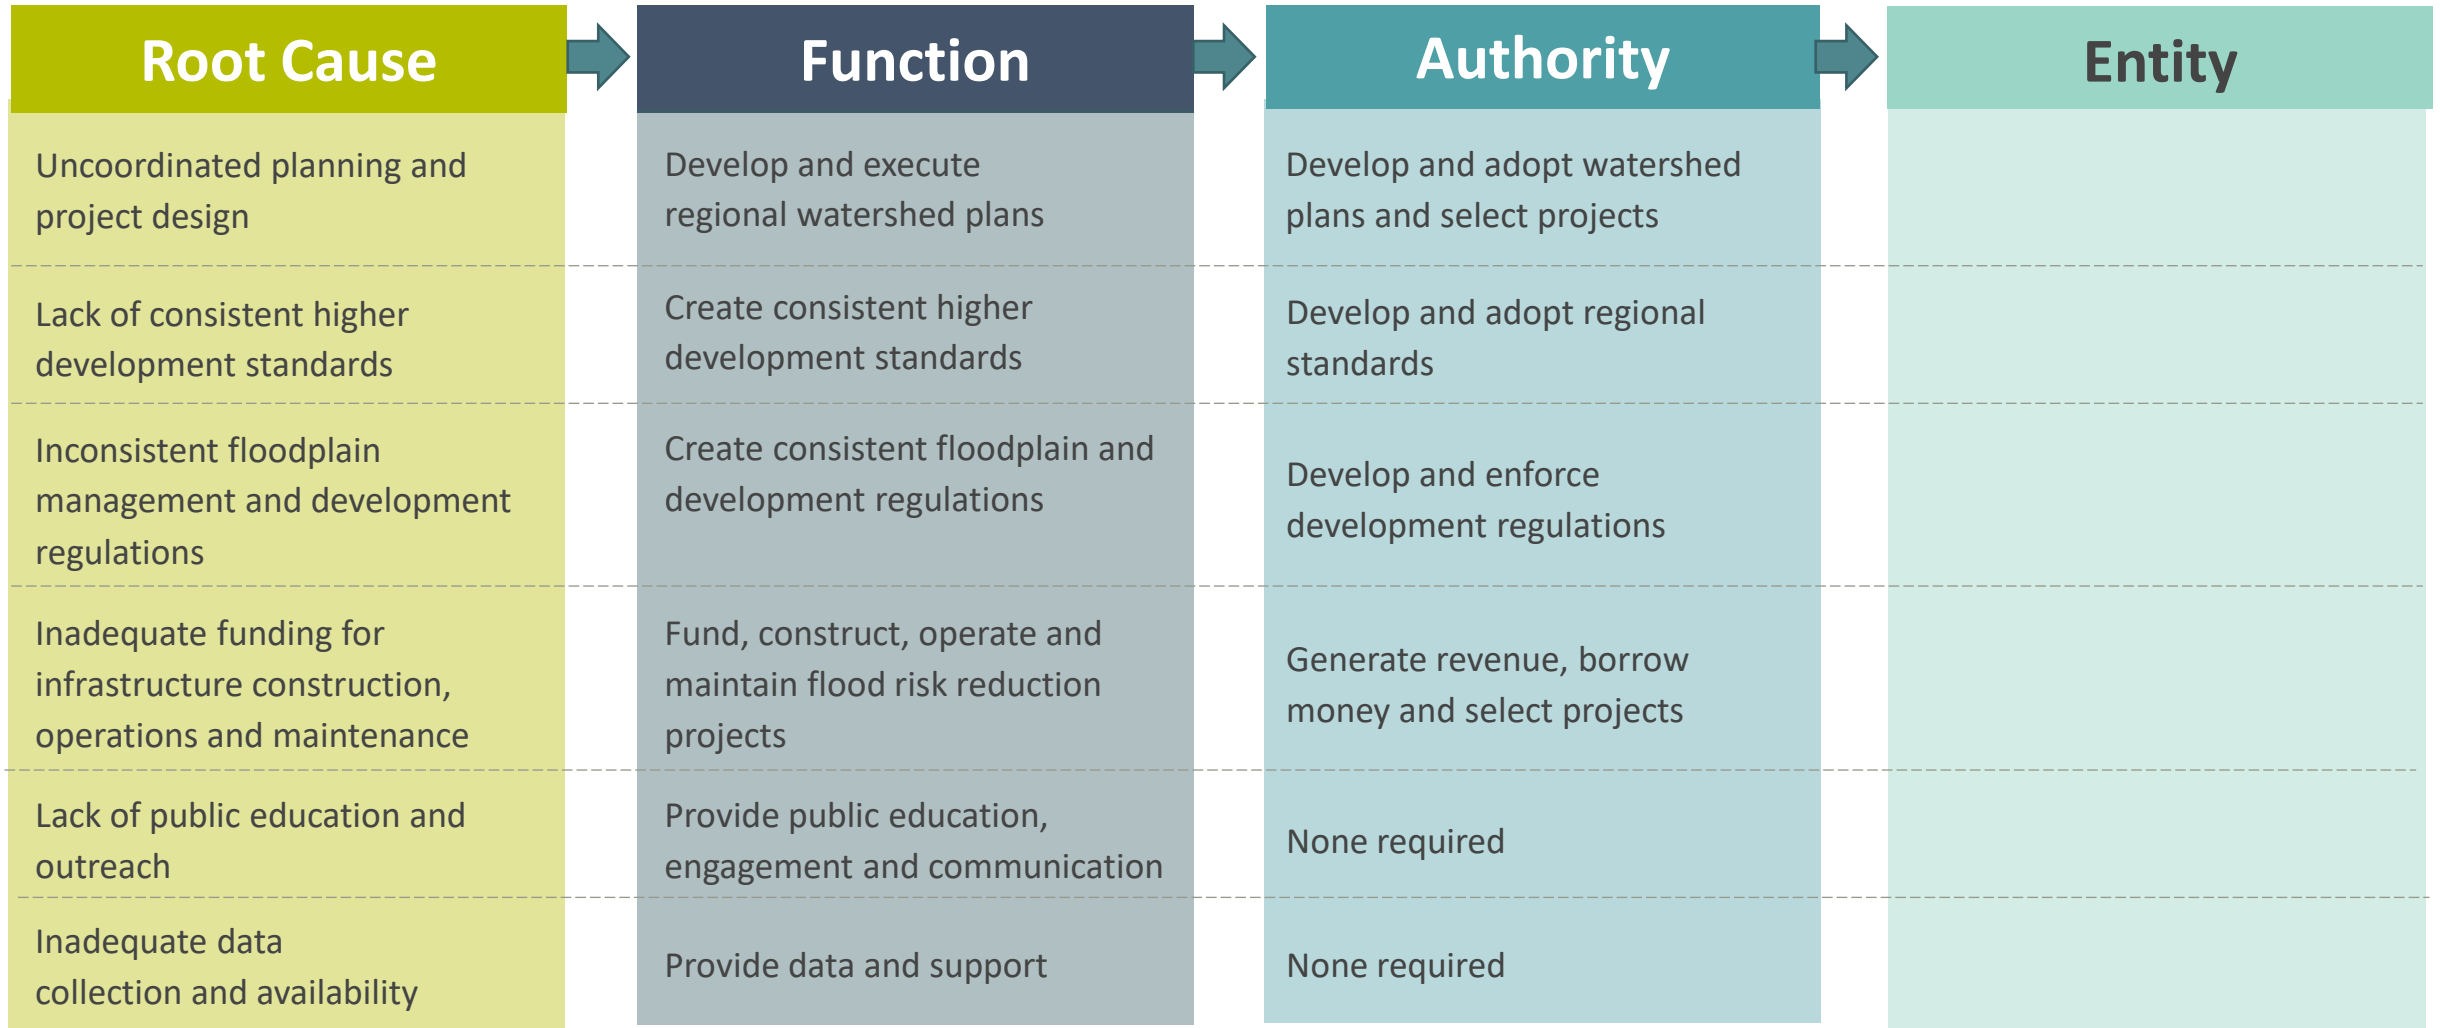 Root Cause
Function
Authority
Entity
Uncoordinated planning and
project design
Develop and execute
regional watershed plans
Develop and adopt watershed
plans and select projects
Lack of consistent higher
development standards
Create consistent higher
development standards
Develop and adopt regional
standards
Inconsistent floodplain
management and development
regulations
Create consistent floodplain and
development regulations
Develop and enforce
development regulations
Inadequate funding for
infrastructure construction,
operations and maintenance
Fund, construct, operate and
maintain flood risk reduction
projects
Generate revenue, borrow
money and select projects
Lack of public education and
outreach
Provide public education,
engagement and communication
None required
Inadequate data
collection and availability
Provide data and support
None required